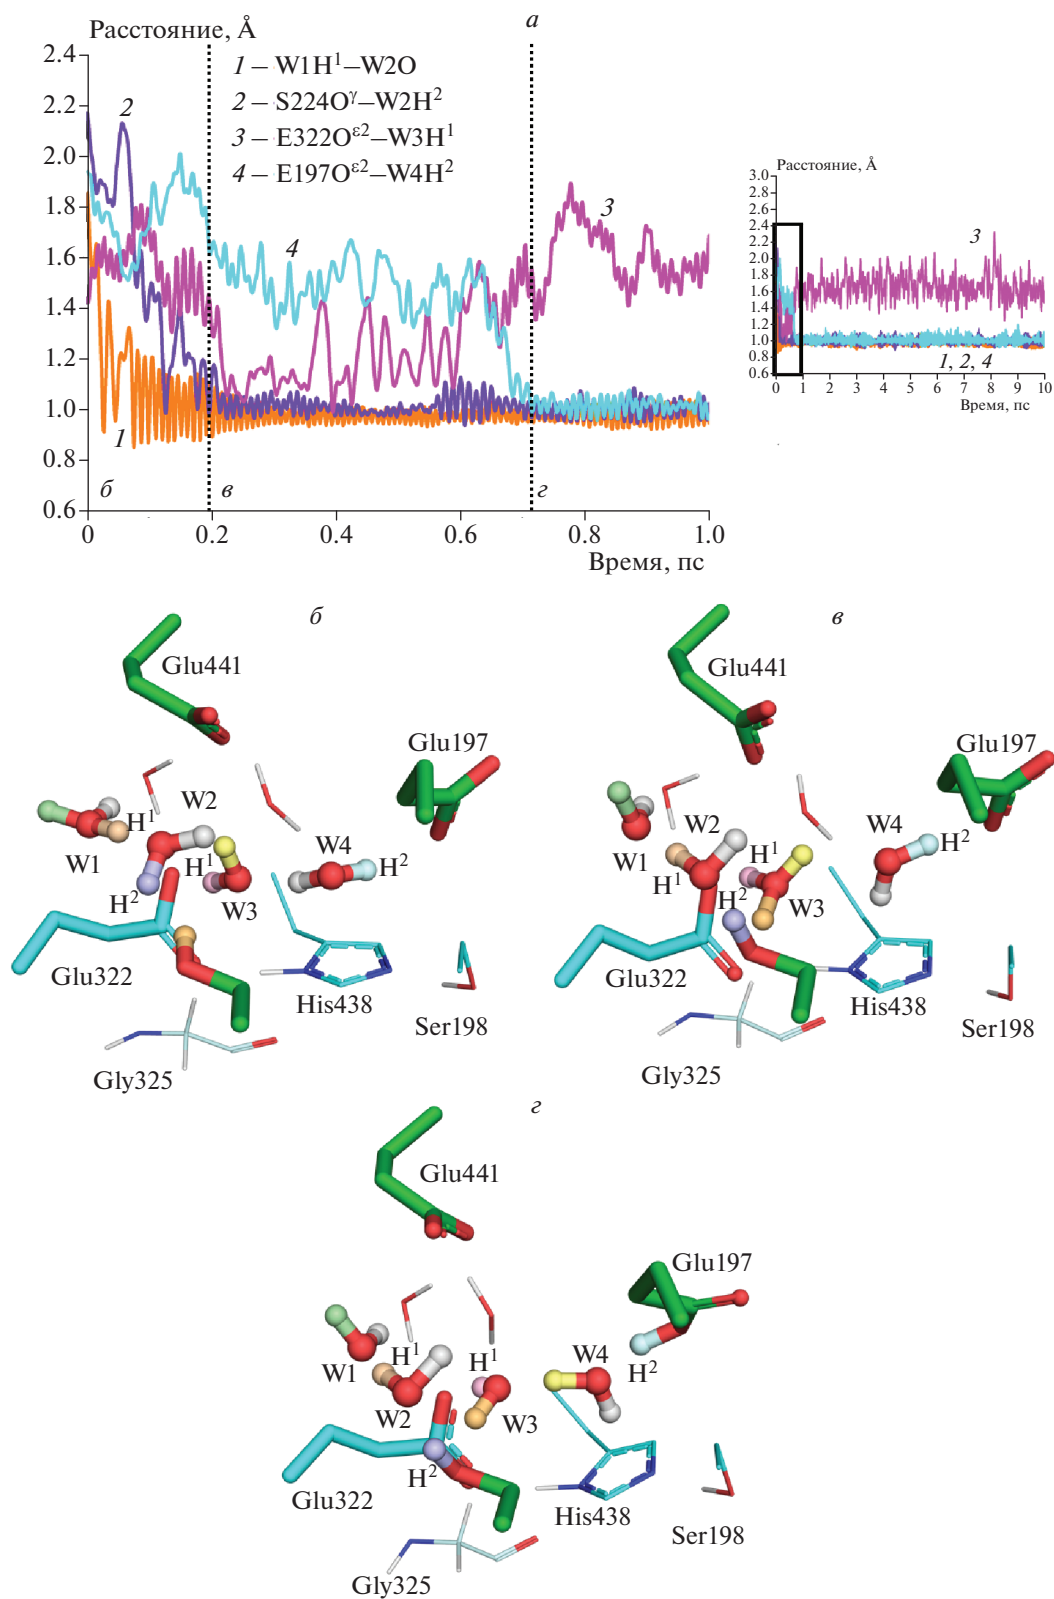 а
Расстояние, Å
2.4
2.2
2.0
1.8
1.6
1.4
1.2
1.0
0.8
0.6
1 – W1H¹–W2O
2 – S224Oᵞ–W2H²
3 – E322Oᵋ²–W3H¹
4 – E197Oᵋ²–W4H²
2
4
3
1
б
в
г
0
0.2
0.4
0.6
0.8
1.0
Время, пс
Расстояние, Å
3.0
2.8
2.6
2.4
2.2
2.0
1.8
1.6
1.4
1.2
1.0
0.8
0.6
3
1, 2, 4
0 1 2 3 4 5 6 7 8 9 10
Время, пс
б
Glu441
Glu197
W2
H¹
W1
W4
H¹
H²
H²
W3
Glu322
His438
Ser198
Gly325
в
Glu441
Glu197
W2
W4
H²
W1
H¹
H¹
H²
W3
Glu322
His438
Ser198
Gly325
г
Glu441
Glu197
W1
H¹
H¹
W4
H²
W2
W3
H²
Glu322
His438
Ser198
Gly325